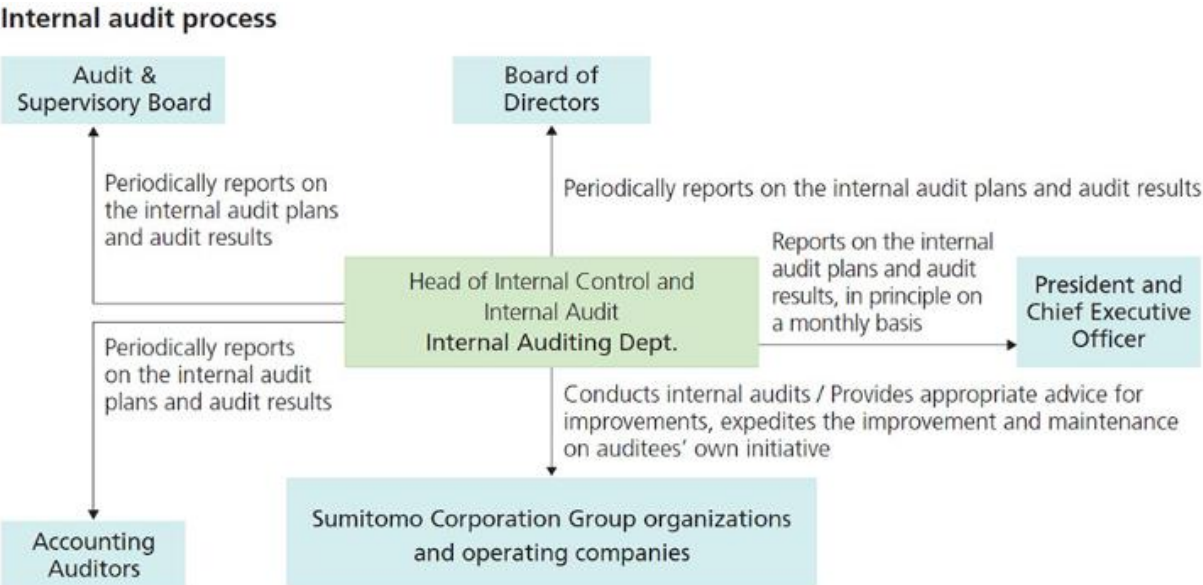 Internal audit process
Audit &
Supervisory Board
Board of
Directors
Periodically reports on
the internal audit plans
and audit results
Periodically reports on the internal audit plans and audit results
Head of Internal Control and
Internal Audit
Internal Auditing Dept.
Reports on the internal
audit plans and audit
results, in principle on
a monthly basis
President and
Chief Executive
Officer
Periodically reports
on the internal audit
plans and audit results
Conducts internal audits / Provides appropriate advice for
improvements, expedites the improvement and maintenance
on auditees’ own initiative
Accounting
Auditors
Sumitomo Corporation Group organizations
and operating companies